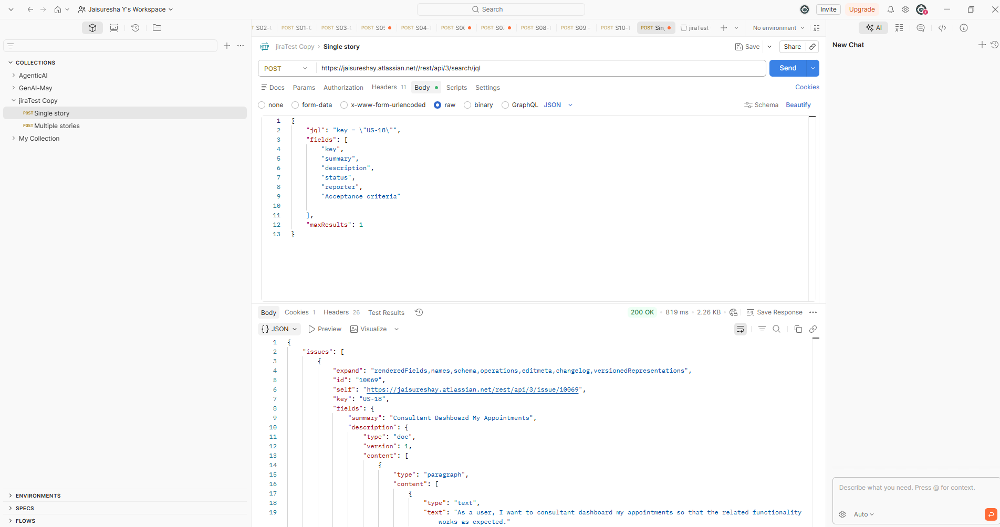 Jaisuresha Y's Workspace
Search
Invite
Upgrade
COLLECTIONS
AgenticAI
GenAI-May
jiraTest Copy
POST Single story
POST Multiple stories
My Collection
ENVIRONMENTS
SPECS
FLOWS
T S02-
POST S01-
POST S03-
POST S05
POST S04-
POST S06
POST S07
POST S08-
POST S09 -
POST S10-T
POST Sin
jiraTest
No environment
HTTP jiraTest Copy > Single story
Save
Share
POST
https://jaisureshay.atlassian.net//rest/api/3/search/jql
Send
Docs
Params
Authorization
Headers 11
Body
Scripts
Settings
Cookies
none
form-data
x-www-form-urlencoded
raw
binary
GraphQL
JSON
Schema
Beautify
1 {
2 "jql": "key = \"US-18\"",
3 "fields": [
4 "key",
5 "summary",
6 "description",
7 "status",
8 "reporter",
9 "Acceptance criteria"
10
11 ],
12 "maxResults": 1
13 }
Body
Cookies 1
Headers 26
Test Results
200 OK
819 ms
2.26 KB
e.g. Save Response
{} JSON
Preview
Visualize
1 {
2 "issues": [
3 {
4 "expand": "renderedFields,names,schema,operations,editmeta,changelog,versionedRepresentations",
5 "id": "10069",
6 "self": "https://jaisureshay.atlassian.net/rest/api/3/issue/10069",
7 "key": "US-18",
8 "fields": {
9 "summary": "Consultant Dashboard My Appointments",
10 "description": {
11 "type": "doc",
12 "version": 1,
13 "content": [
14 {
15 "type": "paragraph",
16 "content": [
17 {
18 "type": "text",
19 "text": "As a user, I want to consultant dashboard my appointments so that the related functionality
works as expected."
AI
New Chat
Describe what you need. Press @ for context.
Auto